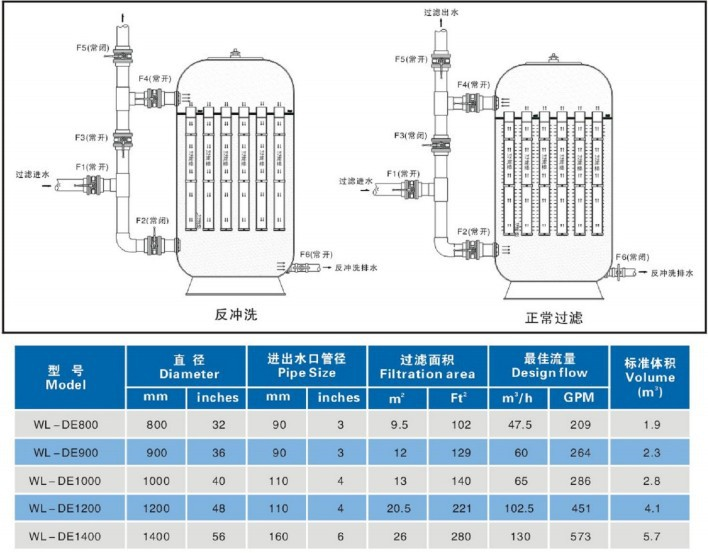 F5(常闭)
F4(常开)
F3(常开)
F1(常开)
过滤进水
F2(常闭)
F6(常开)
反冲洗排水
反冲洗
过滤出水
F5(常开)
F4(常开)
F3(常闭)
F1(常开)
过滤进水
F2(常开)
F6(常闭)
反冲洗排水
正常过滤
型 号 直 径 进出水口管径 过滤面积 最佳流量 标准体积
Model Diameter Pipe Size Filtration area Design flow Volume
mm inches mm inches m² Ft² m³/h GPM (m³)
WL-DE800 800 32 90 3 9.5 102 47.5 209 1.9
WL-DE900 900 36 90 3 12 129 60 264 2.3
WL-DE1000 1000 40 110 4 13 140 65 286 2.8
WL-DE1200 1200 48 110 4 20.5 221 102.5 451 4.1
WL-DE1400 1400 56 160 6 26 280 130 573 5.7